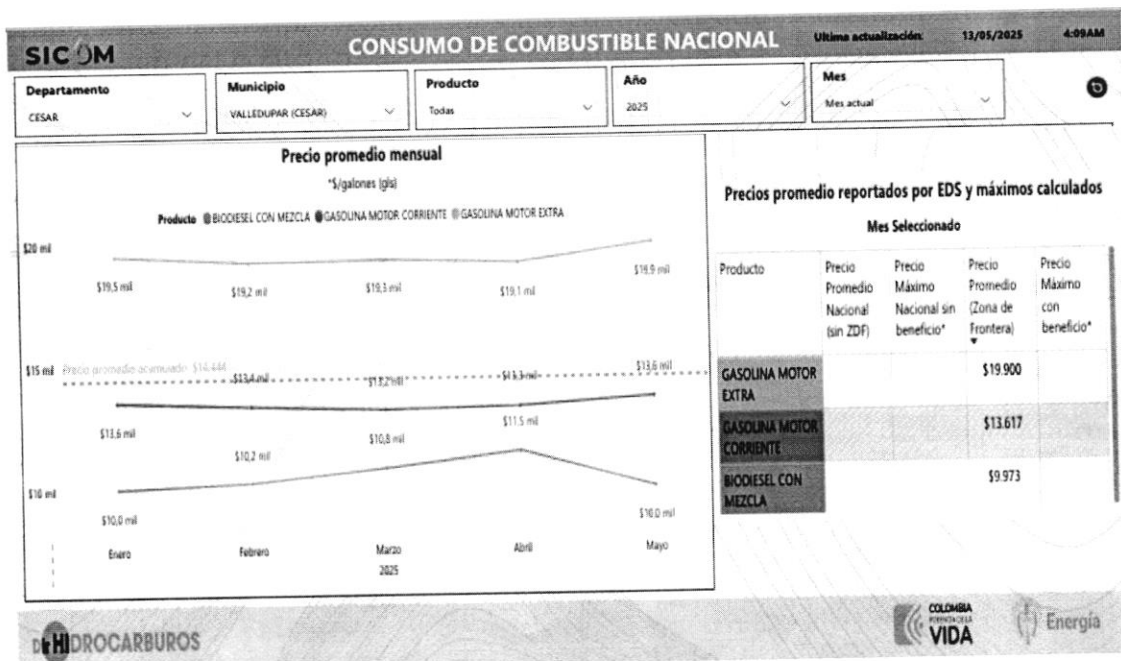 SICOM
CONSUMO DE COMBUSTIBLE NACIONAL
Ultima actualización: 13/05/2025 4:09AM
Departamento
CESAR
Municipio
VALLEDUPAR (CESAR)
Producto
Todas
Año
2025
Mes
Mes actual
Precio promedio mensual
*$/galones (gls)
Producto BIODIESEL CON MEZCLA GASOLINA MOTOR CORRIENTE GASOLINA MOTOR EXTRA
$20 mil
$19,5 mil $19,2 mil $19,3 mil $19,1 mil $19,9 mil
$15 mil
Precio promedio acumulado $14.444
$13,6 mil $13,4 mil $13,2 mil $13,3 mil $13,6 mil
$10 mil
$10,0 mil $10,2 mil $10,8 mil $11,5 mil $10,0 mil
Enero Febrero Marzo Abril Mayo
2025
Precios promedio reportados por EDS y máximos calculados
Mes Seleccionado
Producto
Precio Promedio Nacional (sin ZDF)
Precio Máximo Nacional sin beneficio*
Precio Promedio (Zona de Frontera)
Precio Máximo con beneficio*
GASOLINA MOTOR EXTRA $19.900
GASOLINA MOTOR CORRIENTE $13.617
BIODIESEL CON MEZCLA $9.973
HIDROCARBUROS
COLOMBIA
POTENCIA DE LA
VIDA
Energía